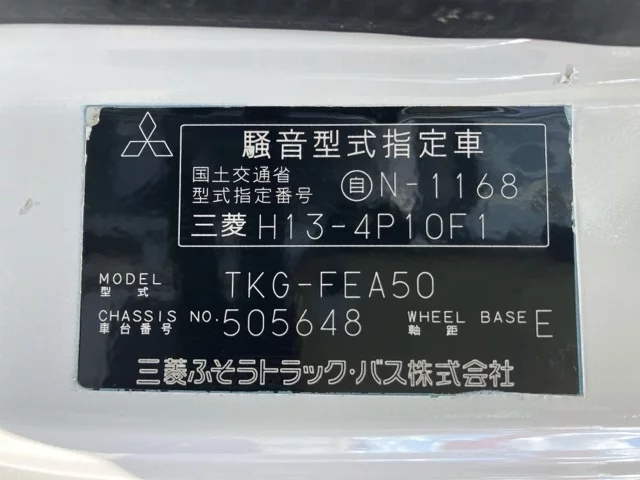 騒音型式指定車
国土交通省
型式指定番号 自N-1168
三菱 H13-4P10F1
MODEL
型式 TKG-FEA50
CHASSIS NO.
車台番号 505648
WHEEL BASE
軸距 E
三菱ふそうトラック・バス株式会社